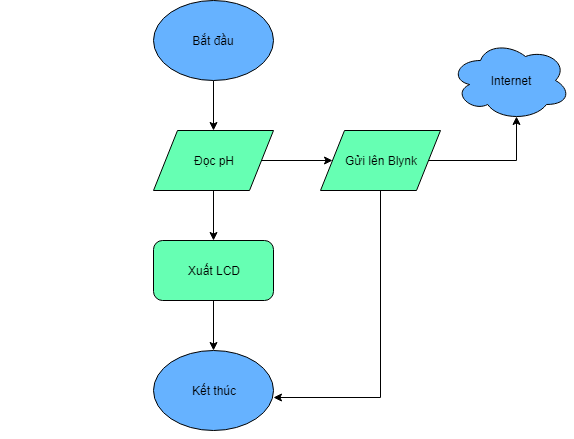 Bắt đầu
Internet
Đọc pH
Gửi lên Blynk
Xuất LCD
Kết thúc